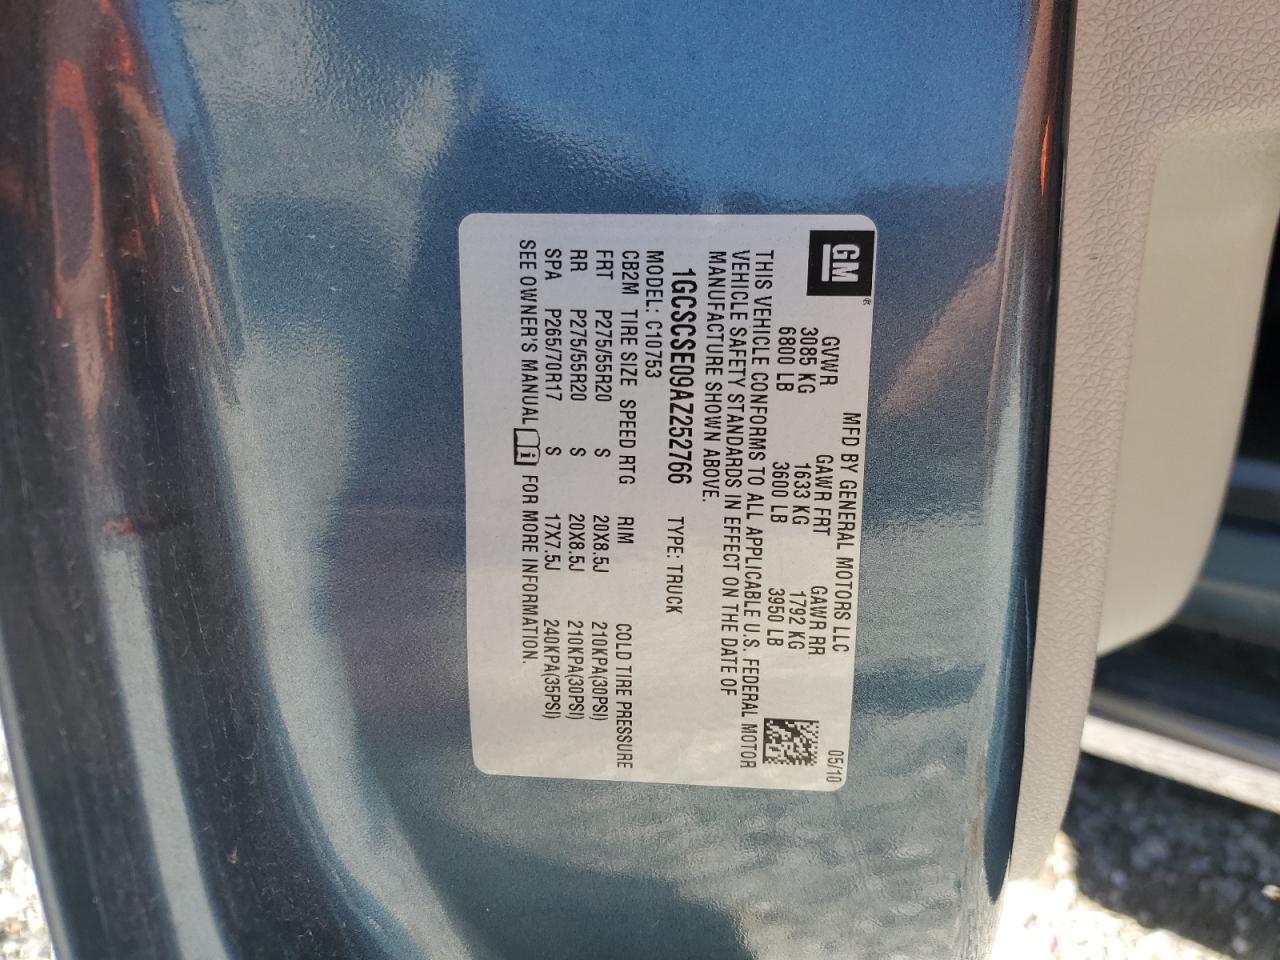 GM
MFD BY GENERAL MOTORS LLC 05/10
GVWR GAWR FRT GAWR RR
3085 KG 1633 KG 1792 KG
6800 LB 3600 LB 3950 LB
THIS VEHICLE CONFORMS TO ALL APPLICABLE U.S. FEDERAL MOTOR
VEHICLE SAFETY STANDARDS IN EFFECT ON THE DATE OF
MANUFACTURE SHOWN ABOVE.
1GCSCSE09AZ252766 TYPE: TRUCK
MODEL: C10753
CB2M TIRE SIZE SPEED RTG RIM COLD TIRE PRESSURE
FRT P275/55R20 S 20X8.5J 210KPA(30PSI)
RR P275/55R20 S 20X8.5J 210KPA(30PSI)
SPA P265/70R17 S 17X7.5J 240KPA(35PSI)
SEE OWNER'S MANUAL i FOR MORE INFORMATION.